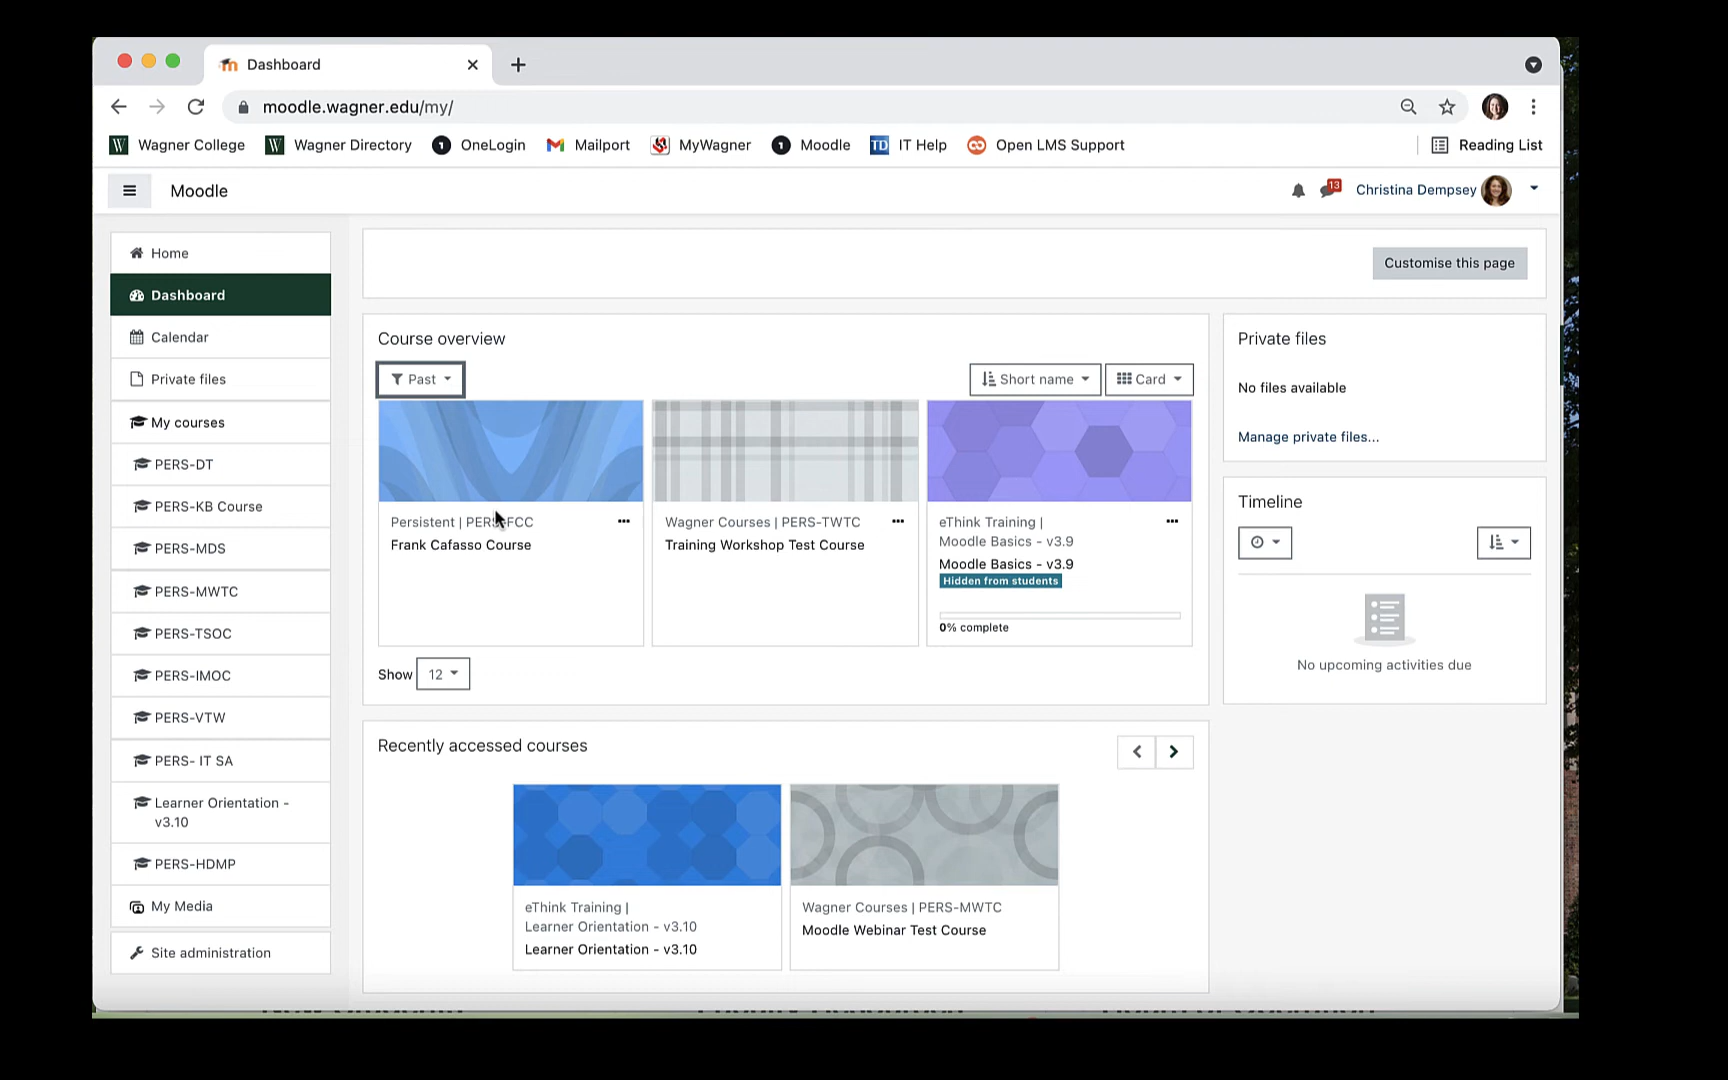 Dashboard
moodle.wagner.edu/my/
Wagner College
Wagner Directory
OneLogin
Mailport
MyWagner
Moodle
IT Help
Open LMS Support
Reading List
Moodle
13
Christina Dempsey
Home
Dashboard
Calendar
Private files
My courses
PERS-DT
PERS-KB Course
PERS-MDS
PERS-MWTC
PERS-TSOC
PERS-IMOC
PERS-VTW
PERS- IT SA
Learner Orientation -
v3.10
PERS-HDMP
My Media
Site administration
Customise this page
Course overview
Past
Short name
Card
Persistent | PERS-FCC
Frank Cafasso Course
Wagner Courses | PERS-TWTC
Training Workshop Test Course
eThink Training |
Moodle Basics - v3.9
Moodle Basics - v3.9
Hidden from students
0% complete
Show 12
Recently accessed courses
eThink Training |
Learner Orientation - v3.10
Learner Orientation - v3.10
Wagner Courses | PERS-MWTC
Moodle Webinar Test Course
Private files
No files available
Manage private files...
Timeline
No upcoming activities due